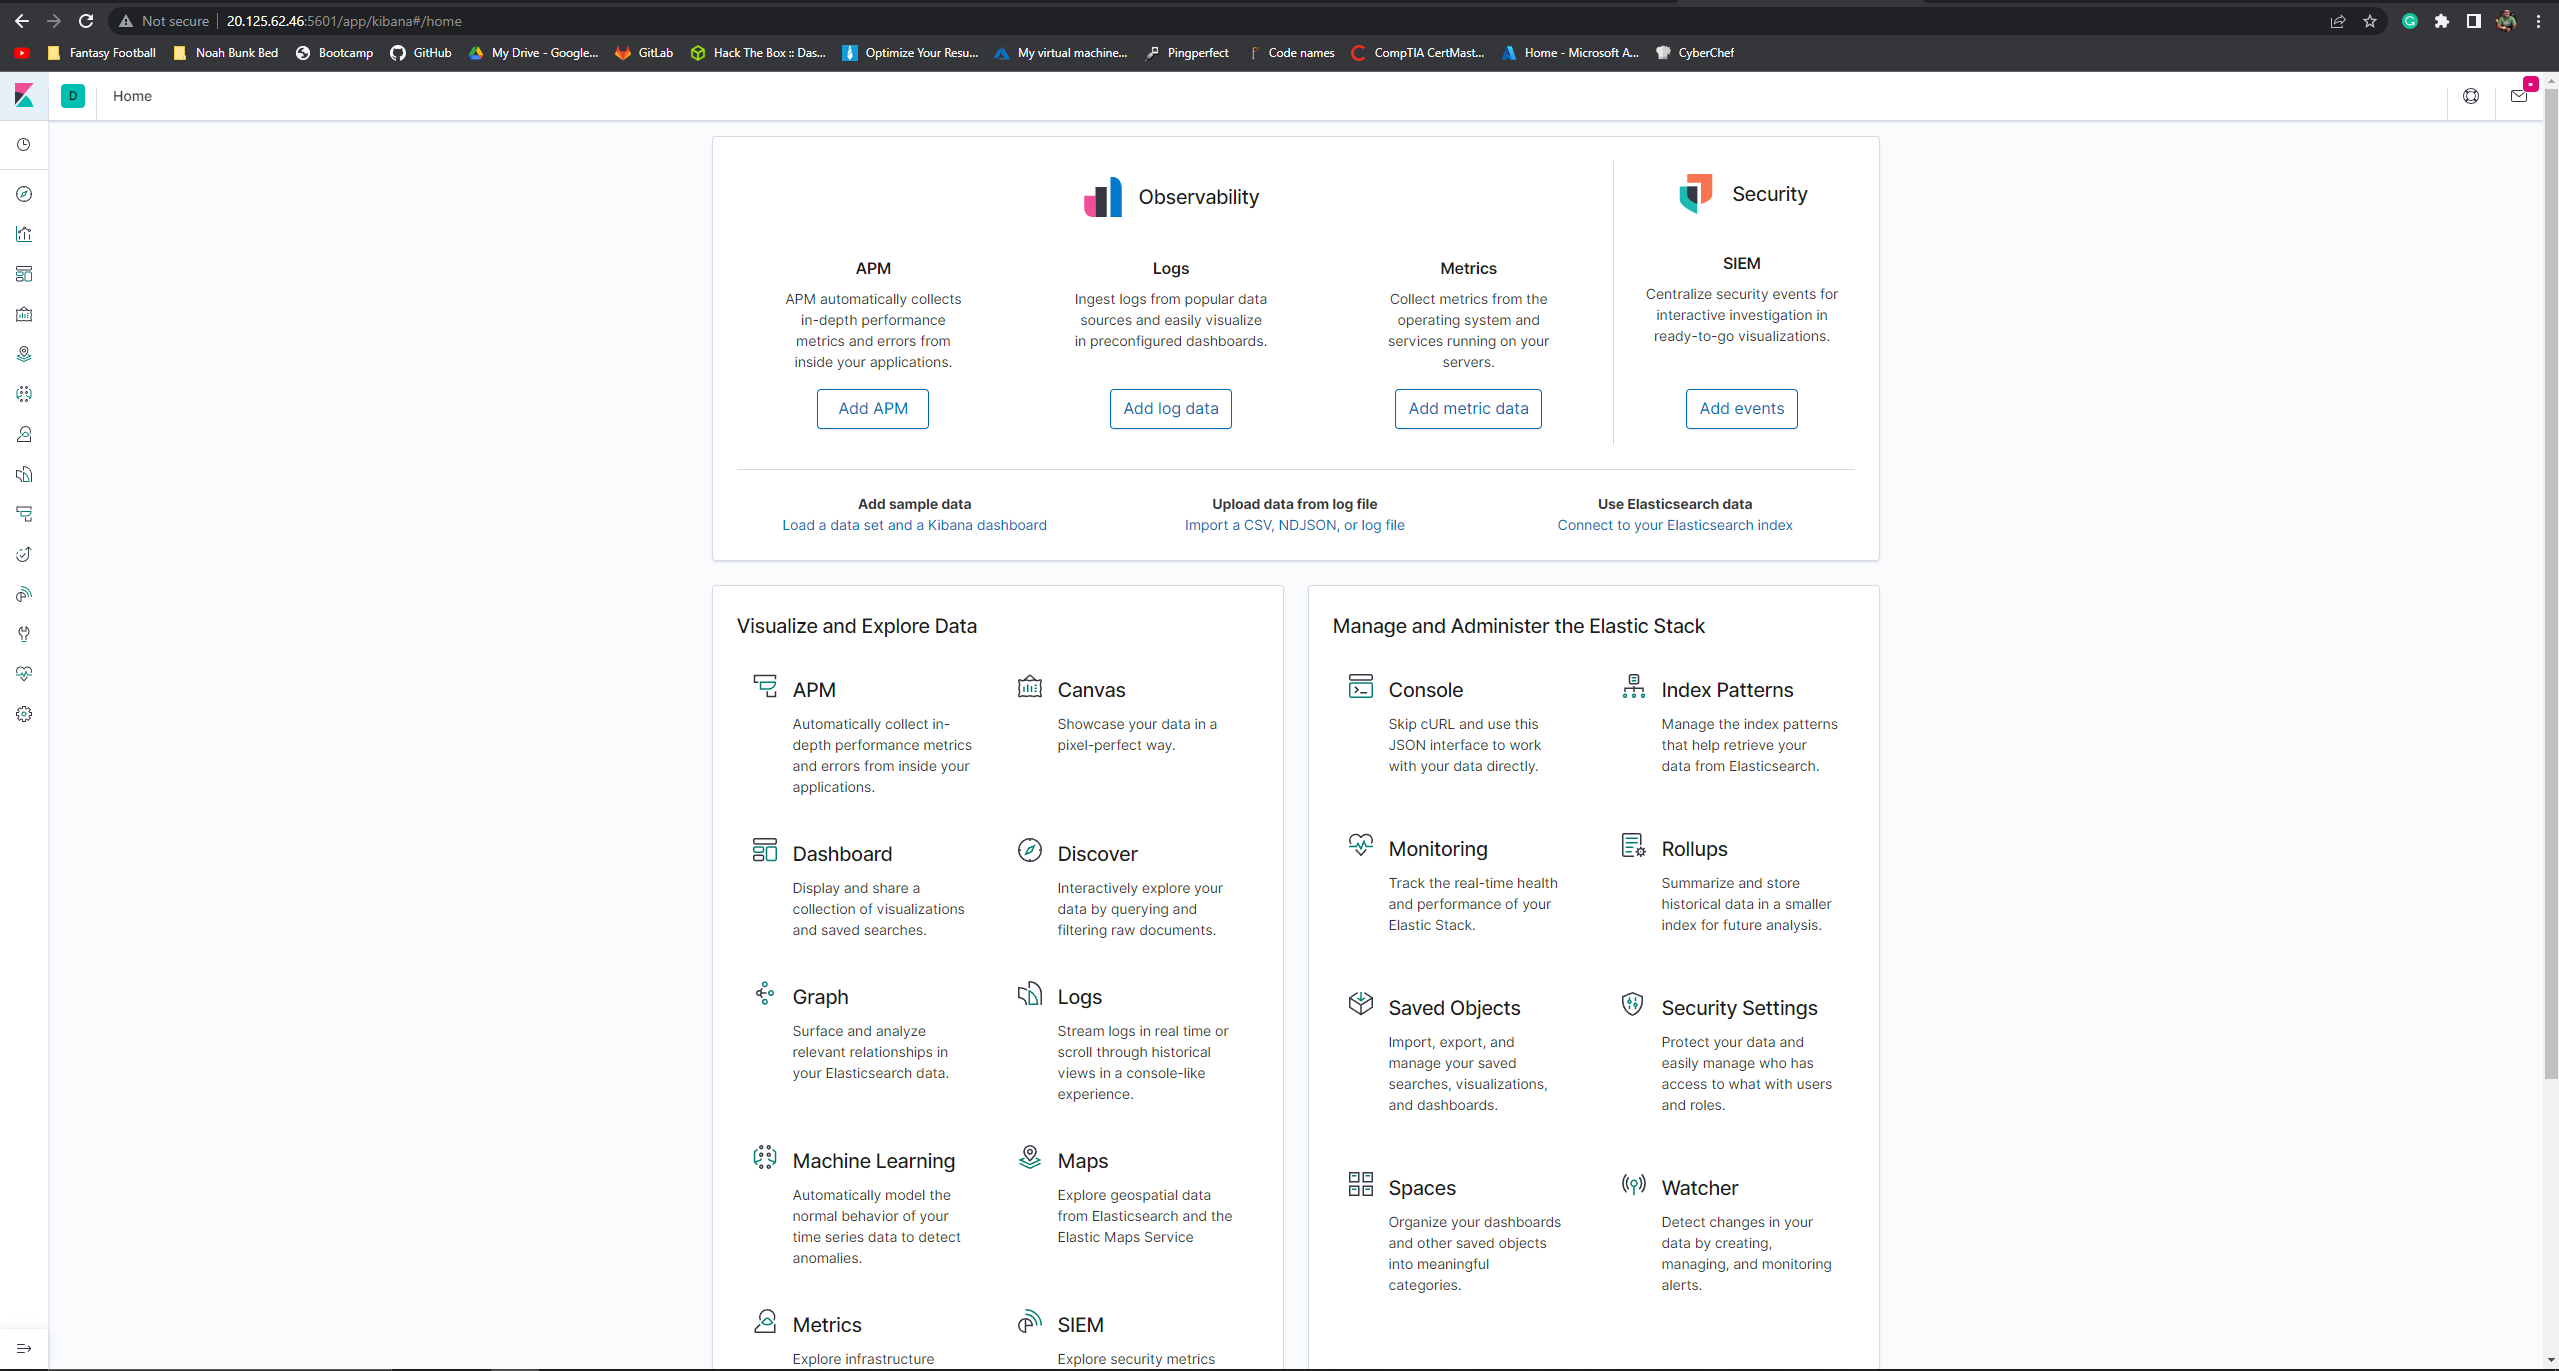 Not secure
20.125.62.46:5601/app/kibana#/home
Fantasy Football
Noah Bunk Bed
Bootcamp
GitHub
My Drive - Google...
GitLab
Hack The Box :: Das...
Optimize Your Resu...
My virtual machine...
Pingperfect
Code names
CompTIA CertMast...
Home - Microsoft A...
CyberChef
D
Home
Observability
APM
APM automatically collects
in-depth performance
metrics and errors from
inside your applications.
Add APM
Logs
Ingest logs from popular data
sources and easily visualize
in preconfigured dashboards.
Add log data
Metrics
Collect metrics from the
operating system and
services running on your
servers.
Add metric data
Security
SIEM
Centralize security events for
interactive investigation in
ready-to-go visualizations.
Add events
Add sample data
Load a data set and a Kibana dashboard
Upload data from log file
Import a CSV, NDJSON, or log file
Use Elasticsearch data
Connect to your Elasticsearch index
Visualize and Explore Data
APM
Automatically collect in-
depth performance metrics
and errors from inside your
applications.
Canvas
Showcase your data in a
pixel-perfect way.
Dashboard
Display and share a
collection of visualizations
and saved searches.
Discover
Interactively explore your
data by querying and
filtering raw documents.
Graph
Surface and analyze
relevant relationships in
your Elasticsearch data.
Logs
Stream logs in real time or
scroll through historical
views in a console-like
experience.
Machine Learning
Automatically model the
normal behavior of your
time series data to detect
anomalies.
Maps
Explore geospatial data
from Elasticsearch and the
Elastic Maps Service
Metrics
Explore infrastructure
SIEM
Explore security metrics
Manage and Administer the Elastic Stack
Console
Skip cURL and use this
JSON interface to work
with your data directly.
Index Patterns
Manage the index patterns
that help retrieve your
data from Elasticsearch.
Monitoring
Track the real-time health
and performance of your
Elastic Stack.
Rollups
Summarize and store
historical data in a smaller
index for future analysis.
Saved Objects
Import, export, and
manage your saved
searches, visualizations,
and dashboards.
Security Settings
Protect your data and
easily manage who has
access to what with users
and roles.
Spaces
Organize your dashboards
and other saved objects
into meaningful
categories.
Watcher
Detect changes in your
data by creating,
managing, and monitoring
alerts.